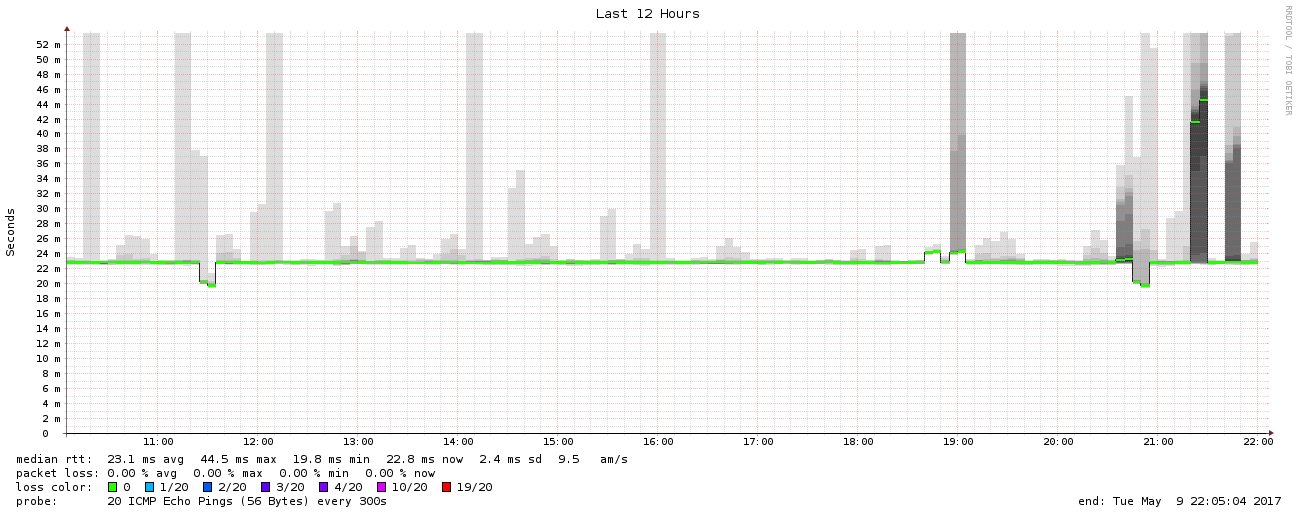 Last 12 Hours
RRDTOOL / TOBI OETIKER
Seconds
52 m
50 m
48 m
46 m
44 m
42 m
40 m
38 m
36 m
34 m
32 m
30 m
28 m
26 m
24 m
22 m
20 m
18 m
16 m
14 m
12 m
10 m
8 m
6 m
4 m
2 m
0
11:00 12:00 13:00 14:00 15:00 16:00 17:00 18:00 19:00 20:00 21:00 22:00
median rtt: 23.1 ms avg 44.5 ms max 19.8 ms min 22.8 ms now 2.4 ms sd 9.5 am/s
packet loss: 0.00 % avg 0.00 % max 0.00 % min 0.00 % now
loss color: 0 1/20 2/20 3/20 4/20 10/20 19/20
probe: 20 ICMP Echo Pings (56 Bytes) every 300s end: Tue May 9 22:05:04 2017